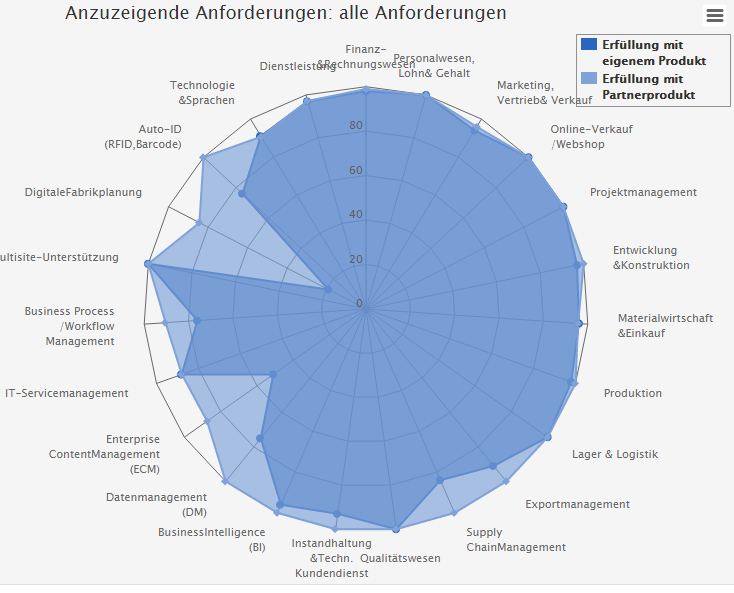 Anzuzeigende Anforderungen: alle Anforderungen
Erfüllung mit
eigenem Produkt
Erfüllung mit
Partnerprodukt
Finanz-
&Rechnungswesen
Personalwesen,
Lohn& Gehalt
Marketing,
Vertrieb& Verkauf
Online-Verkauf
/Webshop
Projektmanagement
Entwicklung
&Konstruktion
Materialwirtschaft
&Einkauf
Produktion
Lager & Logistik
Exportmanagement
Supply
ChainManagement
Qualitätswesen
Instandhaltung
&Techn.
Kundendienst
BusinessIntelligence
(BI)
Datenmanagement
(DM)
Enterprise
ContentManagement
(ECM)
IT-Servicemanagement
Business Process
/Workflow
Management
ultisite-Unterstützung
DigitaleFabrikplanung
Auto-ID
(RFID,Barcode)
Technologie
&Sprachen
Dienstleistung
80
60
40
20
0